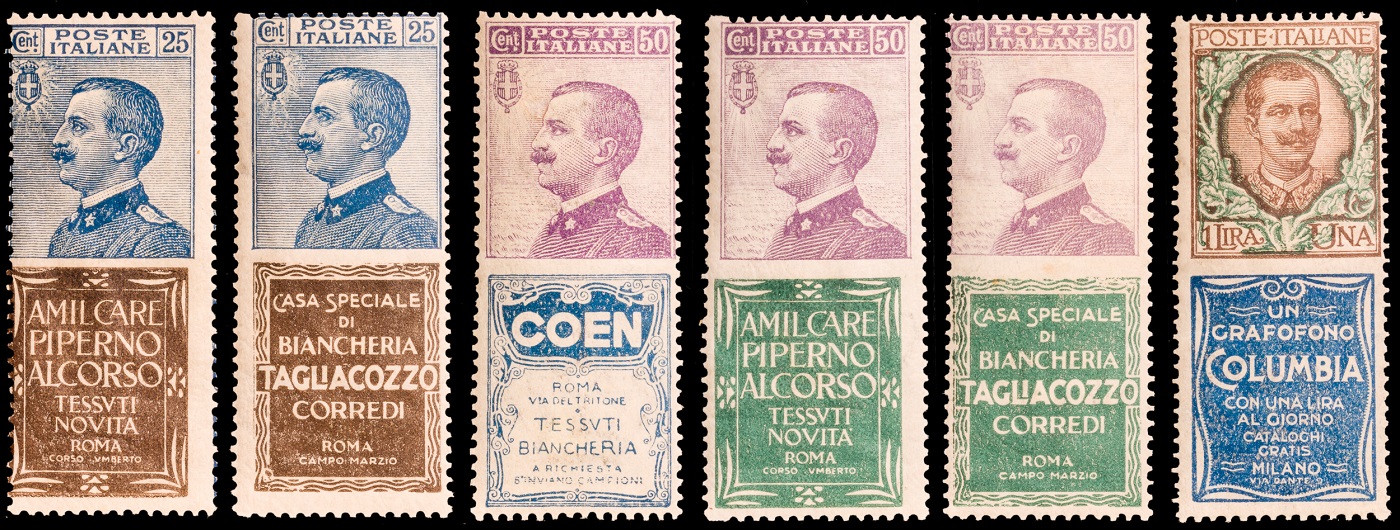 Cent POSTE ITALIANE 25
AMILCARE
PIPERNO
ALCORSO
TESSVTI
NOVITA
ROMA
CORSO VMBERTO
Cent POSTE ITALIANE 25
CASA SPECIALE
DI
BIANCHERIA
TAGLIACOZZO
CORREDI
ROMA
CAMPO MARZIO
Cent POSTE ITALIANE 50
COEN
ROMA
VIA DEL TRITONE
TESSVTI
BIANCHERIA
A RICHIESTA
S'INVIANO CAMPIONI
Cent POSTE ITALIANE 50
AMILCARE
PIPERNO
ALCORSO
TESSVTI
NOVITA
ROMA
CORSO VMBERTO
Cent POSTE ITALIANE 50
CASA SPECIALE
DI
BIANCHERIA
TAGLIACOZZO
CORREDI
ROMA
CAMPO MARZIO
POSTE·ITALIANE
1 LIRA UNA
UN
GRAFOFONO
COLUMBIA
CON UNA LIRA
AL GIORNO
CATALOGHI
GRATIS
MILANO
VIA DANTE 9